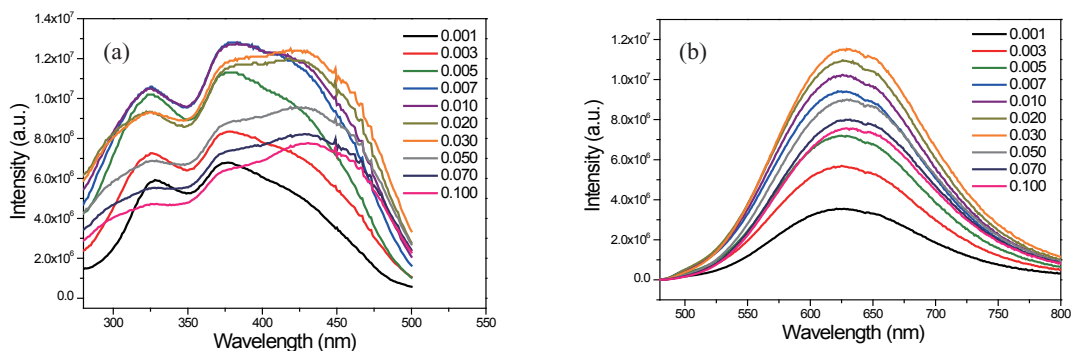 (a)
0.001
0.003
0.005
0.007
0.010
0.020
0.030
0.050
0.070
0.100
1.4x10⁷
1.2x10⁷
1.0x10⁷
8.0x10⁶
6.0x10⁶
4.0x10⁶
2.0x10⁶
0.0
Intensity (a.u.)
300 350 400 450 500 550
Wavelength (nm)
(b)
0.001
0.003
0.005
0.007
0.010
0.020
0.030
0.050
0.070
0.100
1.2x10⁷
1.0x10⁷
8.0x10⁶
6.0x10⁶
4.0x10⁶
2.0x10⁶
0.0
Intensity (a.u.)
500 550 600 650 700 750 800
Wavelength (nm)